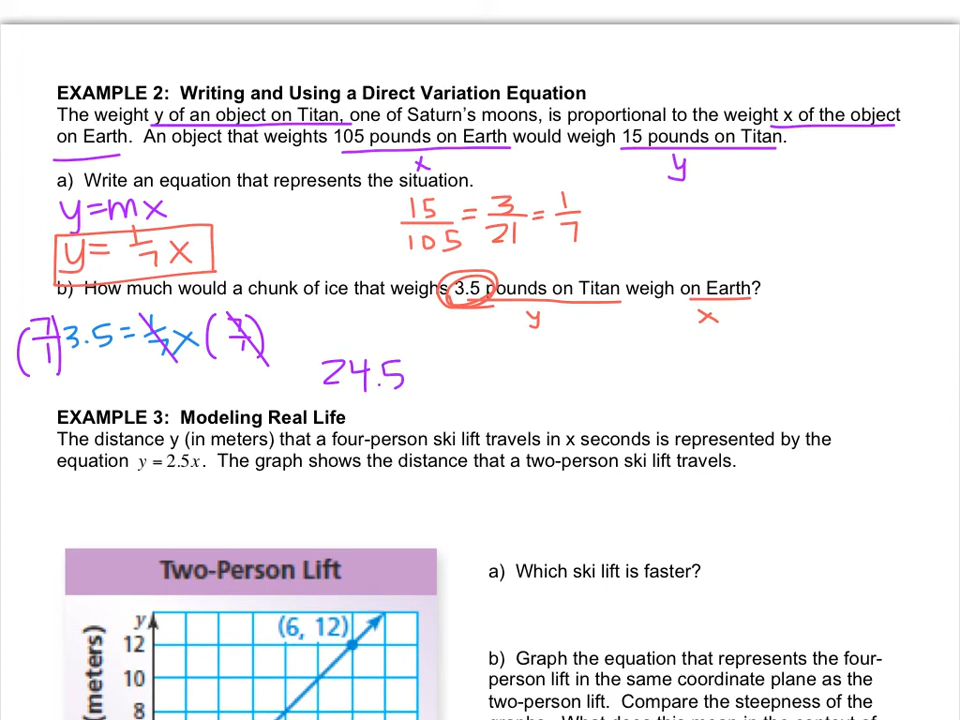 EXAMPLE 2: Writing and Using a Direct Variation Equation
The weight y of an object on Titan, one of Saturn's moons, is proportional to the weight x of the object
on Earth. An object that weights 105 pounds on Earth would weigh 15 pounds on Titan.
x y
a) Write an equation that represents the situation.
y=mx
15/105 = 3/21 = 1/7
y= 1/7 x
b) How much would a chunk of ice that weighs 3.5 pounds on Titan weigh on Earth?
y x
(7/1) 3.5 = 1/7 x (7/1)
24.5
EXAMPLE 3: Modeling Real Life
The distance y (in meters) that a four-person ski lift travels in x seconds is represented by the
equation y = 2.5x. The graph shows the distance that a two-person ski lift travels.
Two-Person Lift
y
(6, 12)
12
10
8
(meters)
a) Which ski lift is faster?
b) Graph the equation that represents the four-
person lift in the same coordinate plane as the
two-person lift. Compare the steepness of the